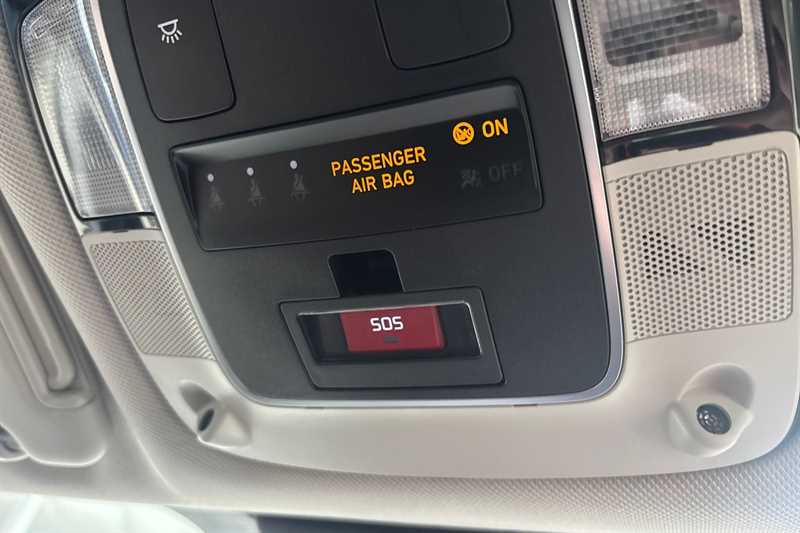 PASSENGER
AIR BAG
ON
OFF
SOS